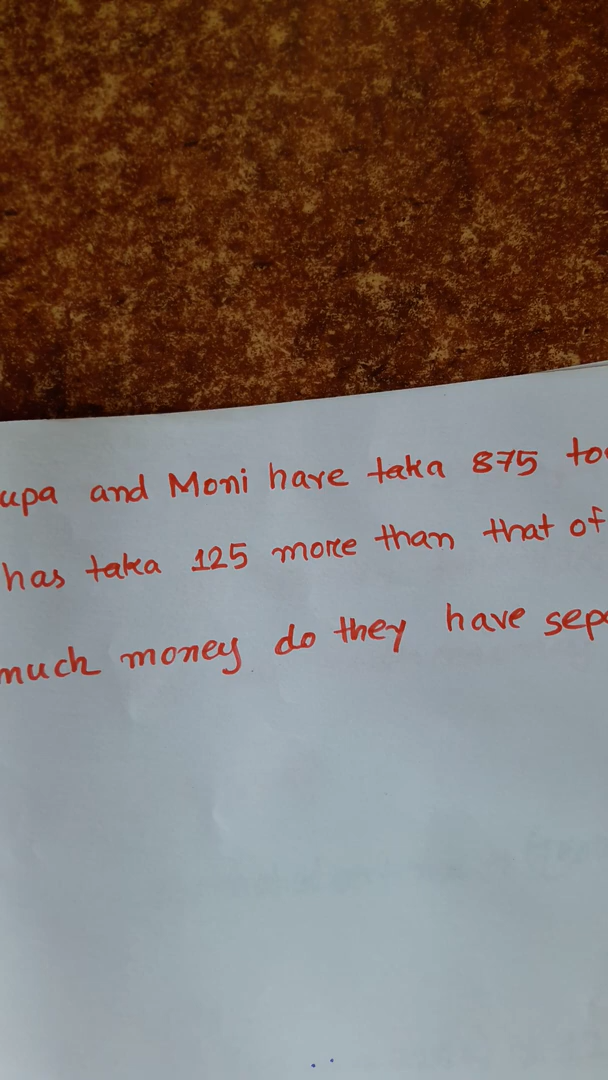 upa and Moni have taka 875 to
has taka 125 more than that of
much money do they have sepa